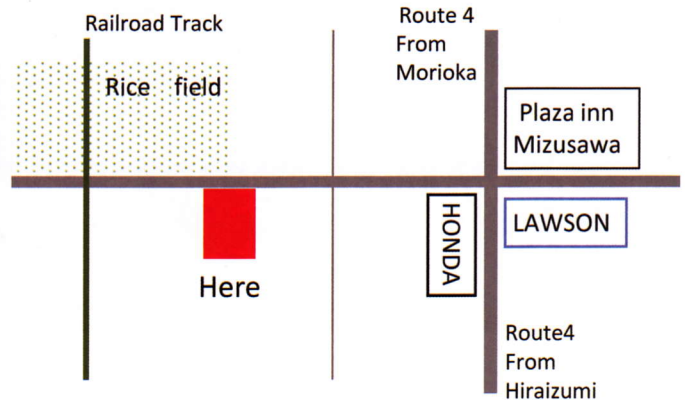 Railroad Track
Rice field
Route 4
From
Morioka
Plaza inn
Mizusawa
HONDA
LAWSON
Here
Route4
From
Hiraizumi